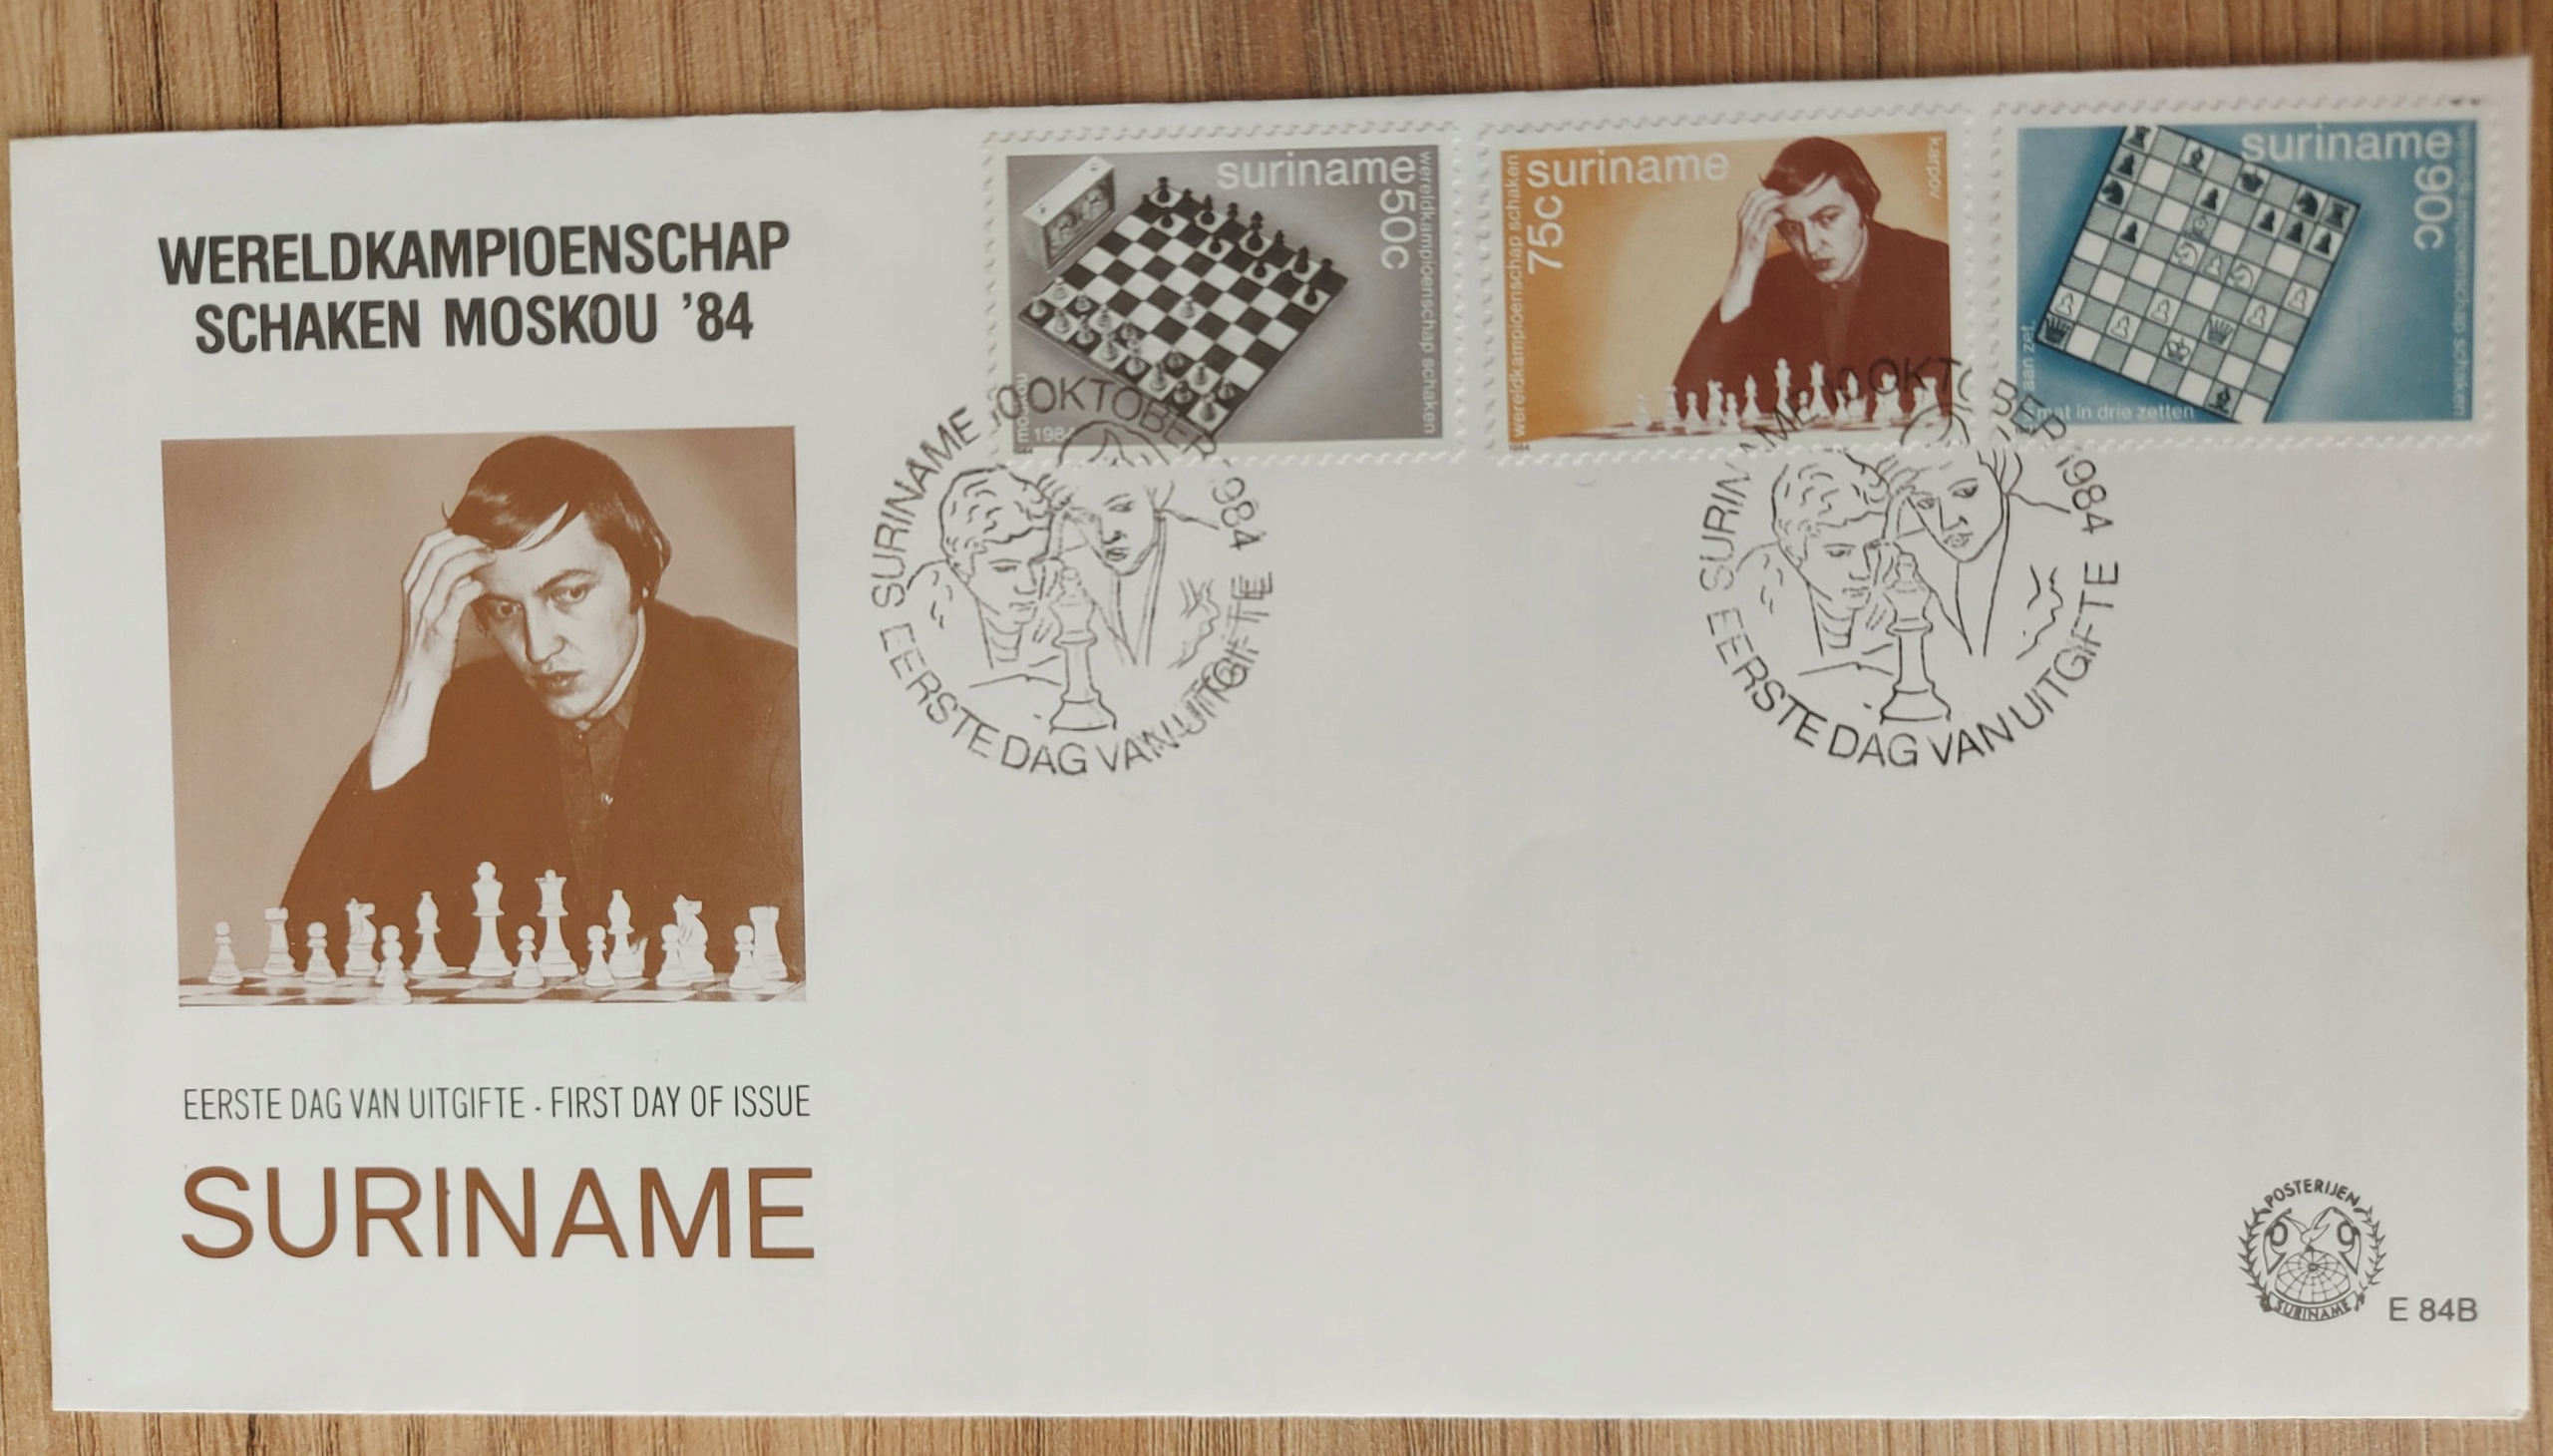 WERELDKAMPIOENSCHAP
SCHAKEN MOSKOU '84
EERSTE DAG VAN UITGIFTE - FIRST DAY OF ISSUE
SURINAME
suriname
50c
wereldkampioenschap schaken
1984
suriname
75c
wereldkampioenschap schaken
karpov
suriname
90c
wereldkampioenschap schaken
aan zet.
mat in drie zetten
SURINAME 10 OKTOBER 1984
EERSTE DAG VAN UITGIFTE
SURINAME 10 OKTOBER 1984
EERSTE DAG VAN UITGIFTE
POSTERIJEN
SURINAME
E 84B